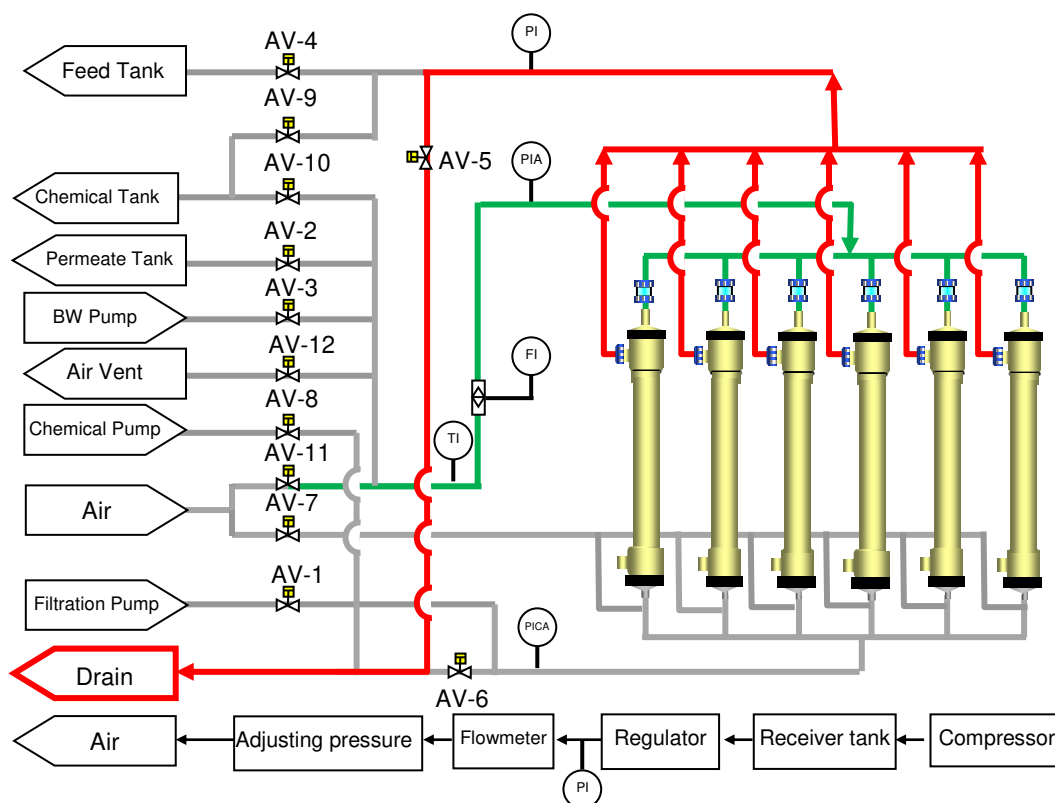 AV-4
PI
Feed Tank
AV-9
AV-10
AV-5
PIA
Chemical Tank
AV-2
Permeate Tank
AV-3
BW Pump
AV-12
Air Vent
FI
AV-8
Chemical Pump
TI
AV-11
Air
AV-7
AV-1
Filtration Pump
PICA
Drain
AV-6
Air
Adjusting pressure
Flowmeter
Regulator
Receiver tank
Compressor
PI